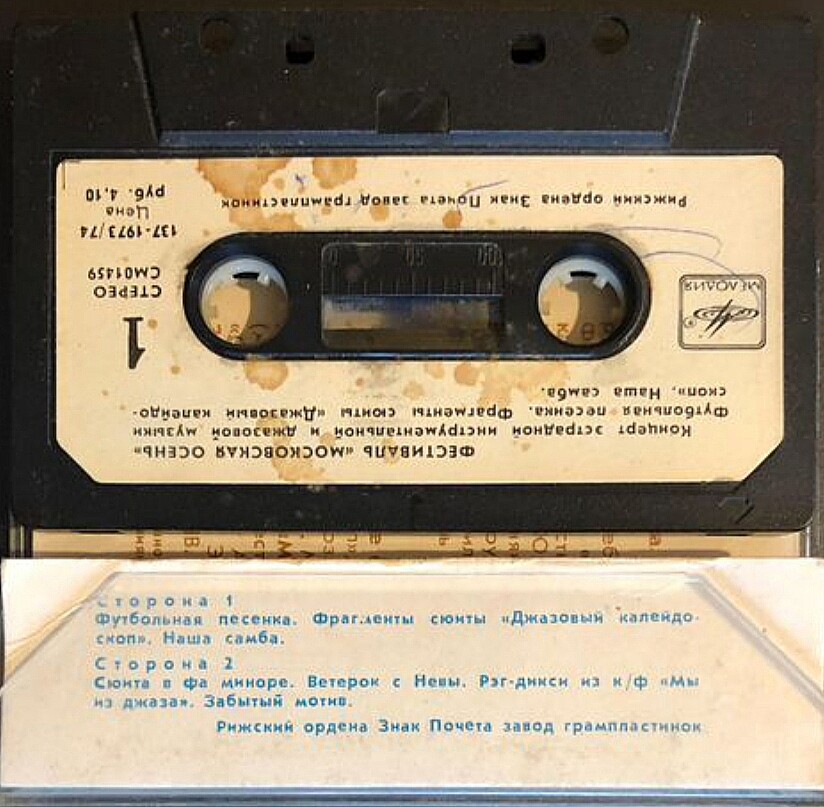 ФЕСТИВАЛЬ «МОСКОВСКАЯ ОСЕНЬ»
Концерт эстрадной инструментальной и джазовой музыки
Футбольная песенка. Фрагменты сюиты «Джазовый калейдо-
скоп». Наша самба.
МЕЛОДИЯ
1
СТЕРЕО
СМ01459
0 50 100
137-1973/74
Цена
руб. 4,10
Рижский ордена Знак Почета завод грампластинок
Сторона 1
Футбольная песенка. Фрагменты сюиты «Джазовый калейдо-
скоп». Наша самба.
Сторона 2
Сюита в фа миноре. Ветерок с Невы. Рэг-дикси из к/ф «Мы
из джаза». Забытый мотив.
Рижский ордена Знак Почета завод грампластинок